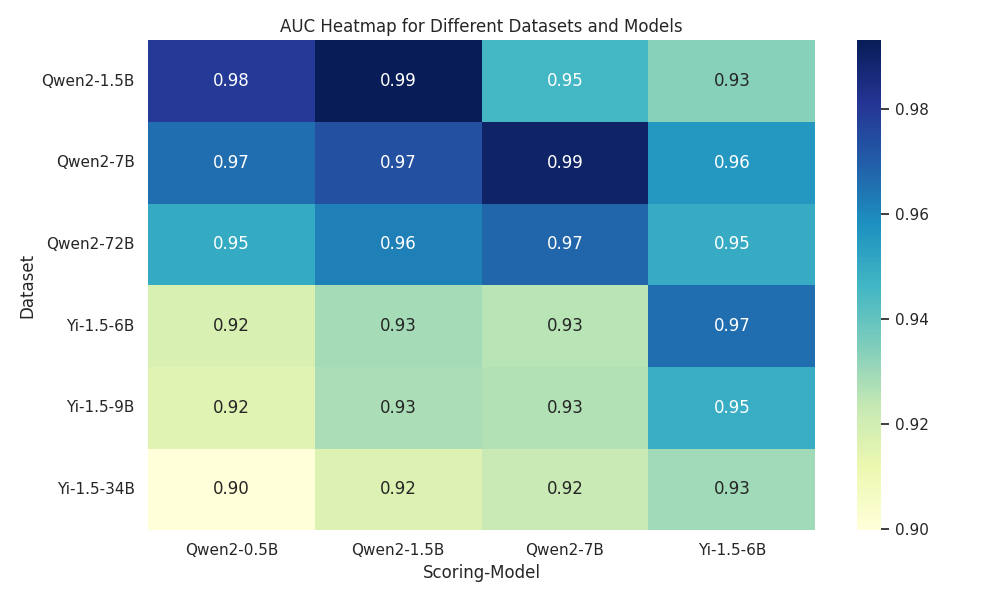 AUC Heatmap for Different Datasets and Models
Dataset
Qwen2-1.5B 0.98 0.99 0.95 0.93
Qwen2-7B 0.97 0.97 0.99 0.96
Qwen2-72B 0.95 0.96 0.97 0.95
Yi-1.5-6B 0.92 0.93 0.93 0.97
Yi-1.5-9B 0.92 0.93 0.93 0.95
Yi-1.5-34B 0.90 0.92 0.92 0.93
Qwen2-0.5B Qwen2-1.5B Qwen2-7B Yi-1.5-6B
Scoring-Model
0.98
0.96
0.94
0.92
0.90